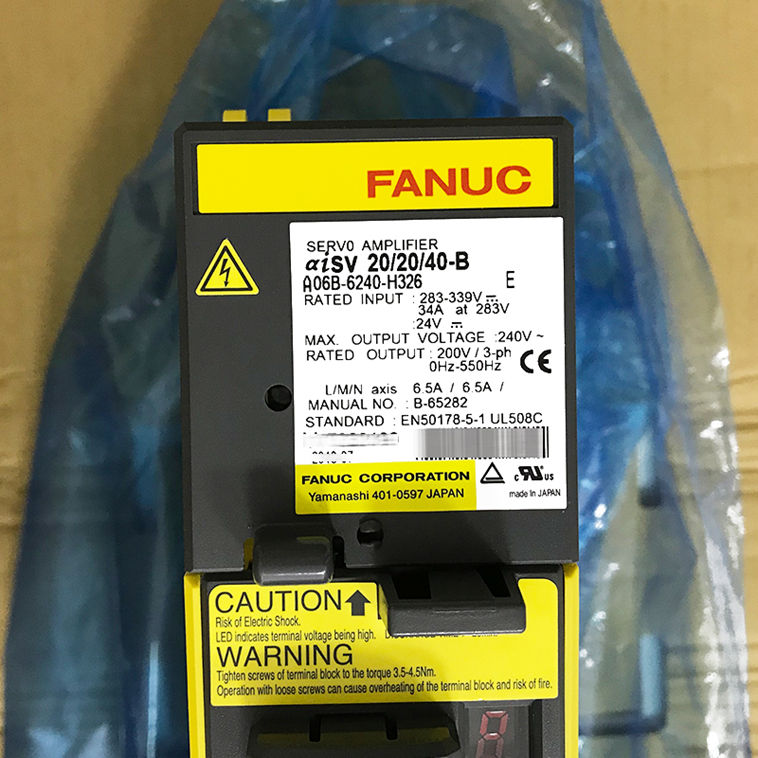 FANUC
SERVO AMPLIFIER
αiSV 20/20/40-B
A06B-6240-H326 E
RATED INPUT : 283-339V⎓
34A at 283V
:24V ⎓
MAX. OUTPUT VOLTAGE :240V~
RATED OUTPUT : 200V / 3-ph
0Hz-550Hz
CE
L/M/N axis 6.5A / 6.5A /
MANUAL NO. : B-65282
STANDARD : EN50178-5-1 UL508C
FANUC CORPORATION
Yamanashi 401-0597 JAPAN
c RU US
made in JAPAN
CAUTION
Risk of Electric Shock.
LED indicates terminal voltage being high.
WARNING
Tighten screws of terminal block to the torque 3.5-4.5Nm.
Operation with loose screws can cause overheating of the terminal block and risk of fire.
8